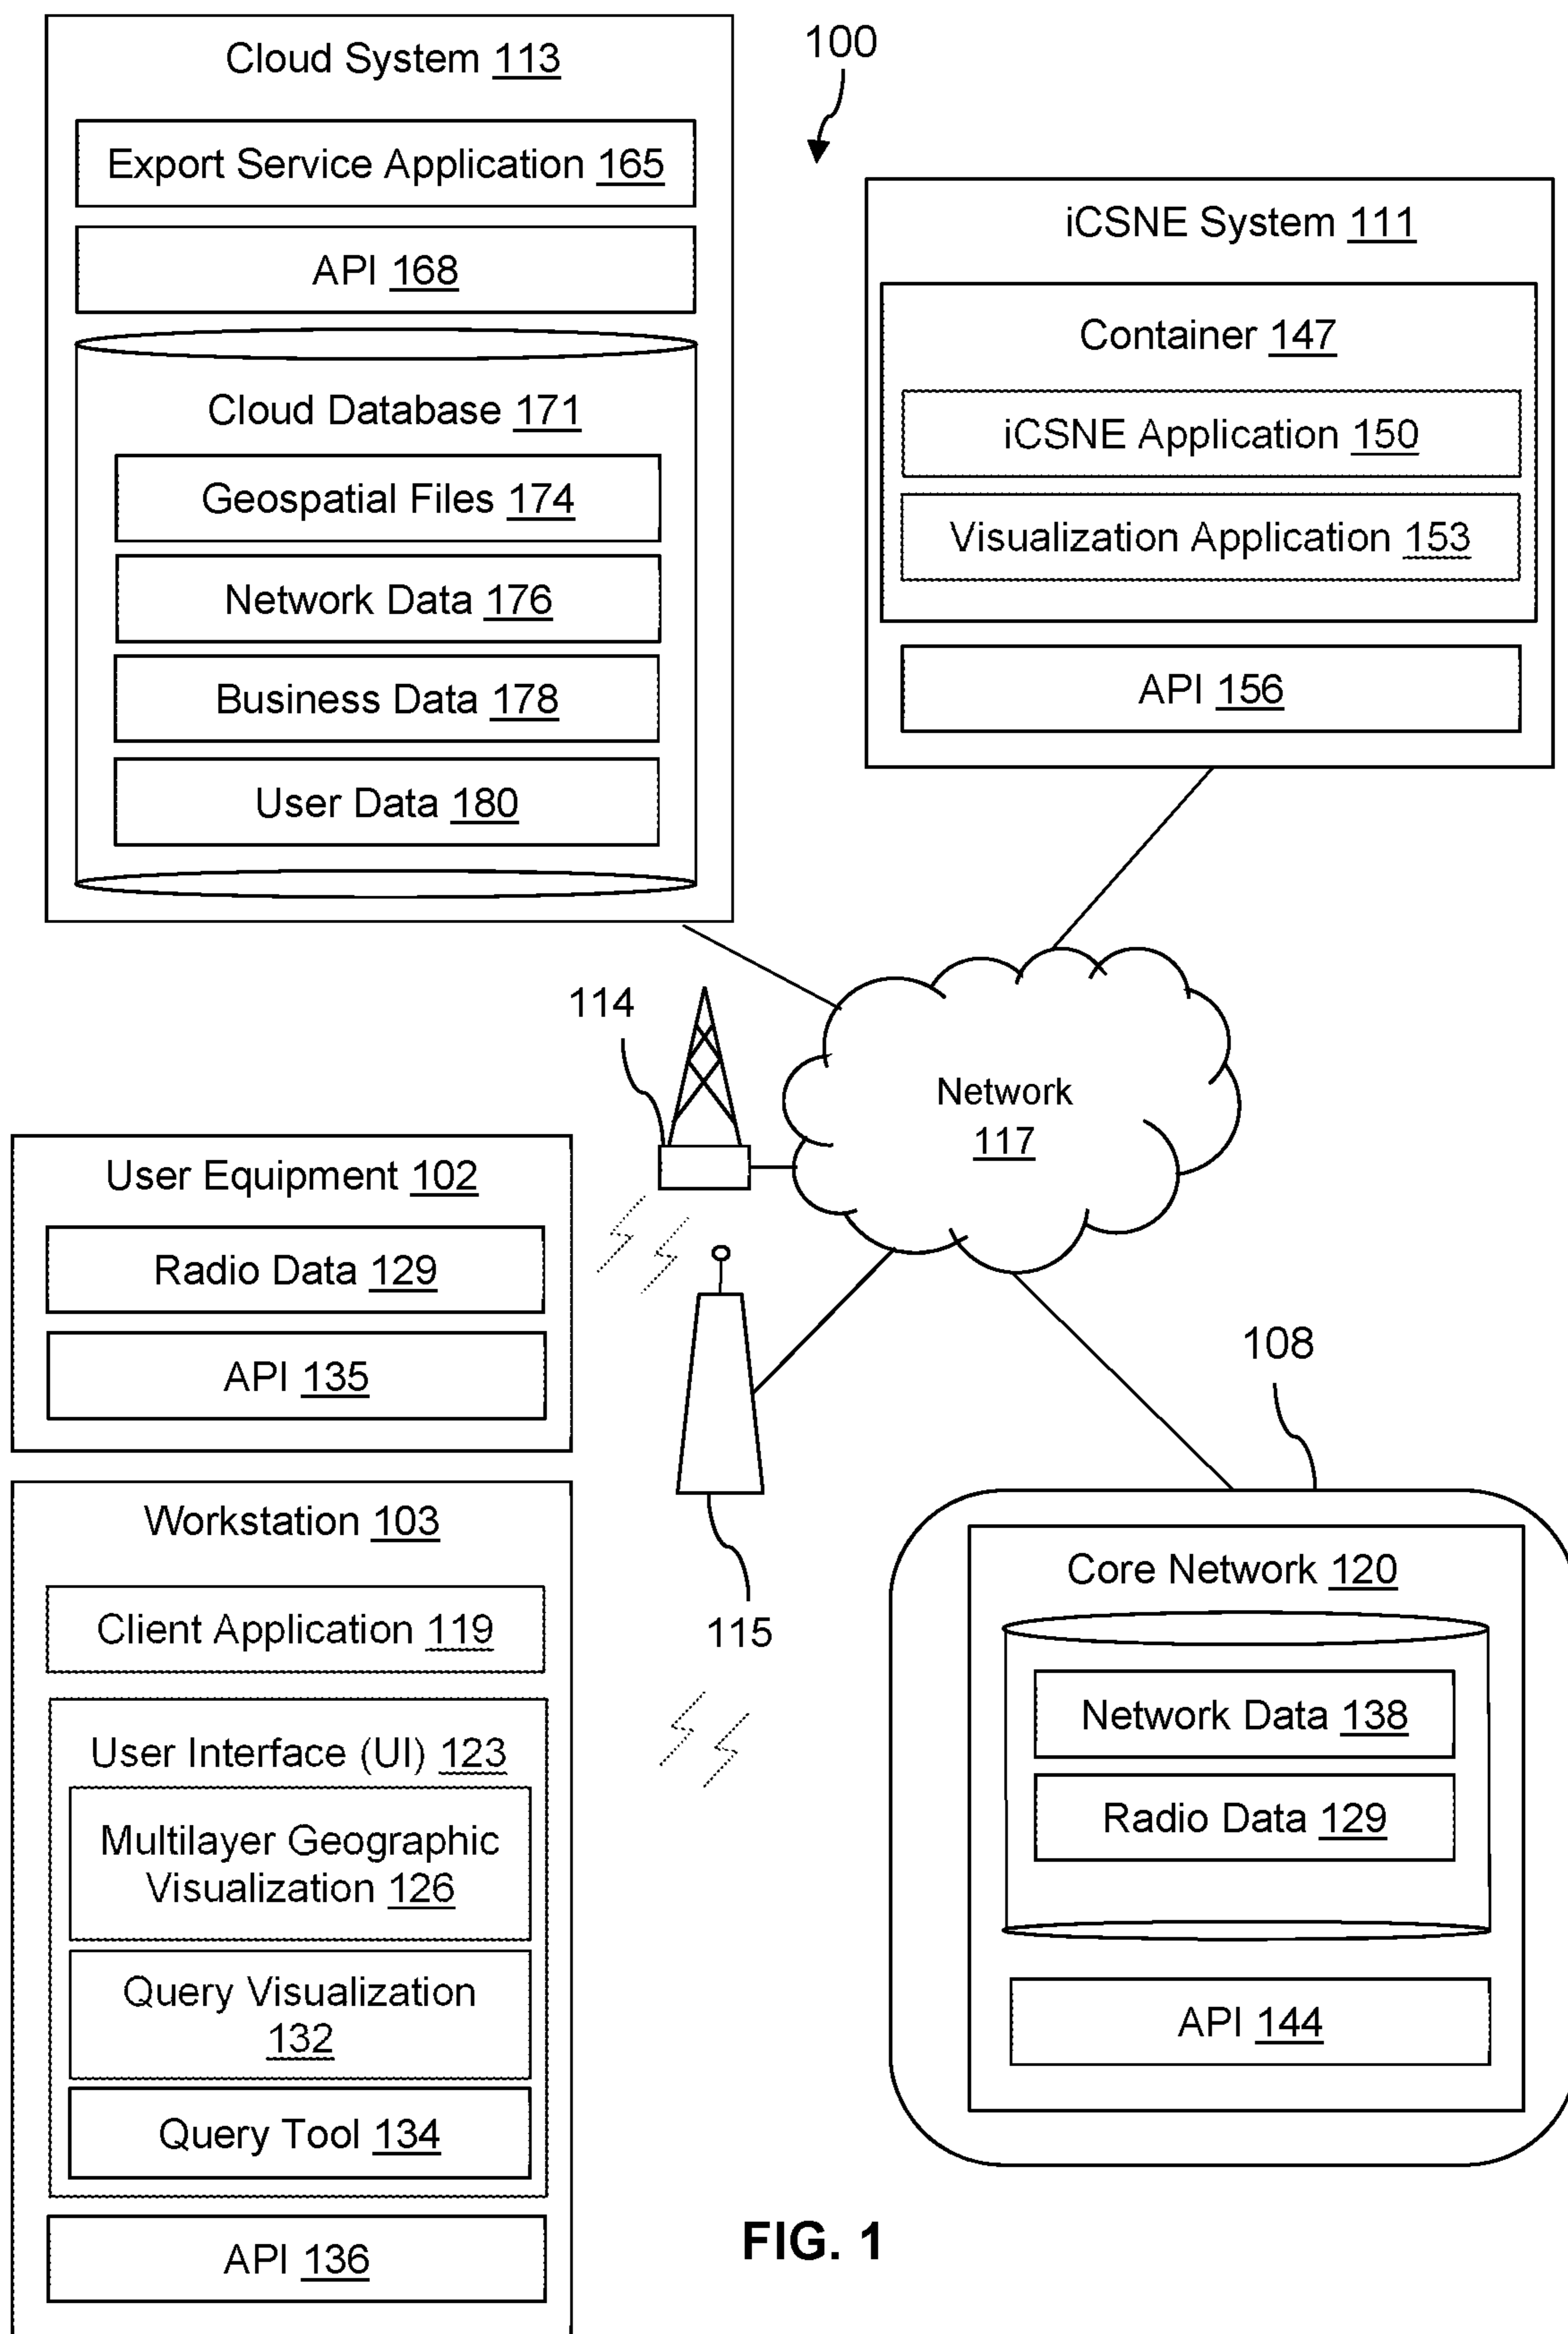 Cloud System 113
Export Service Application 165
API 168
Cloud Database 171
Geospatial Files 174
Network Data 176
Business Data 178
User Data 180
100
iCSNE System 111
Container 147
iCSNE Application 150
Visualization Application 153
API 156
114
Network
117
User Equipment 102
Radio Data 129
API 135
115
108
Workstation 103
Client Application 119
User Interface (UI) 123
Multilayer Geographic
Visualization 126
Query Visualization
132
Query Tool 134
API 136
Core Network 120
Network Data 138
Radio Data 129
API 144
FIG. 1